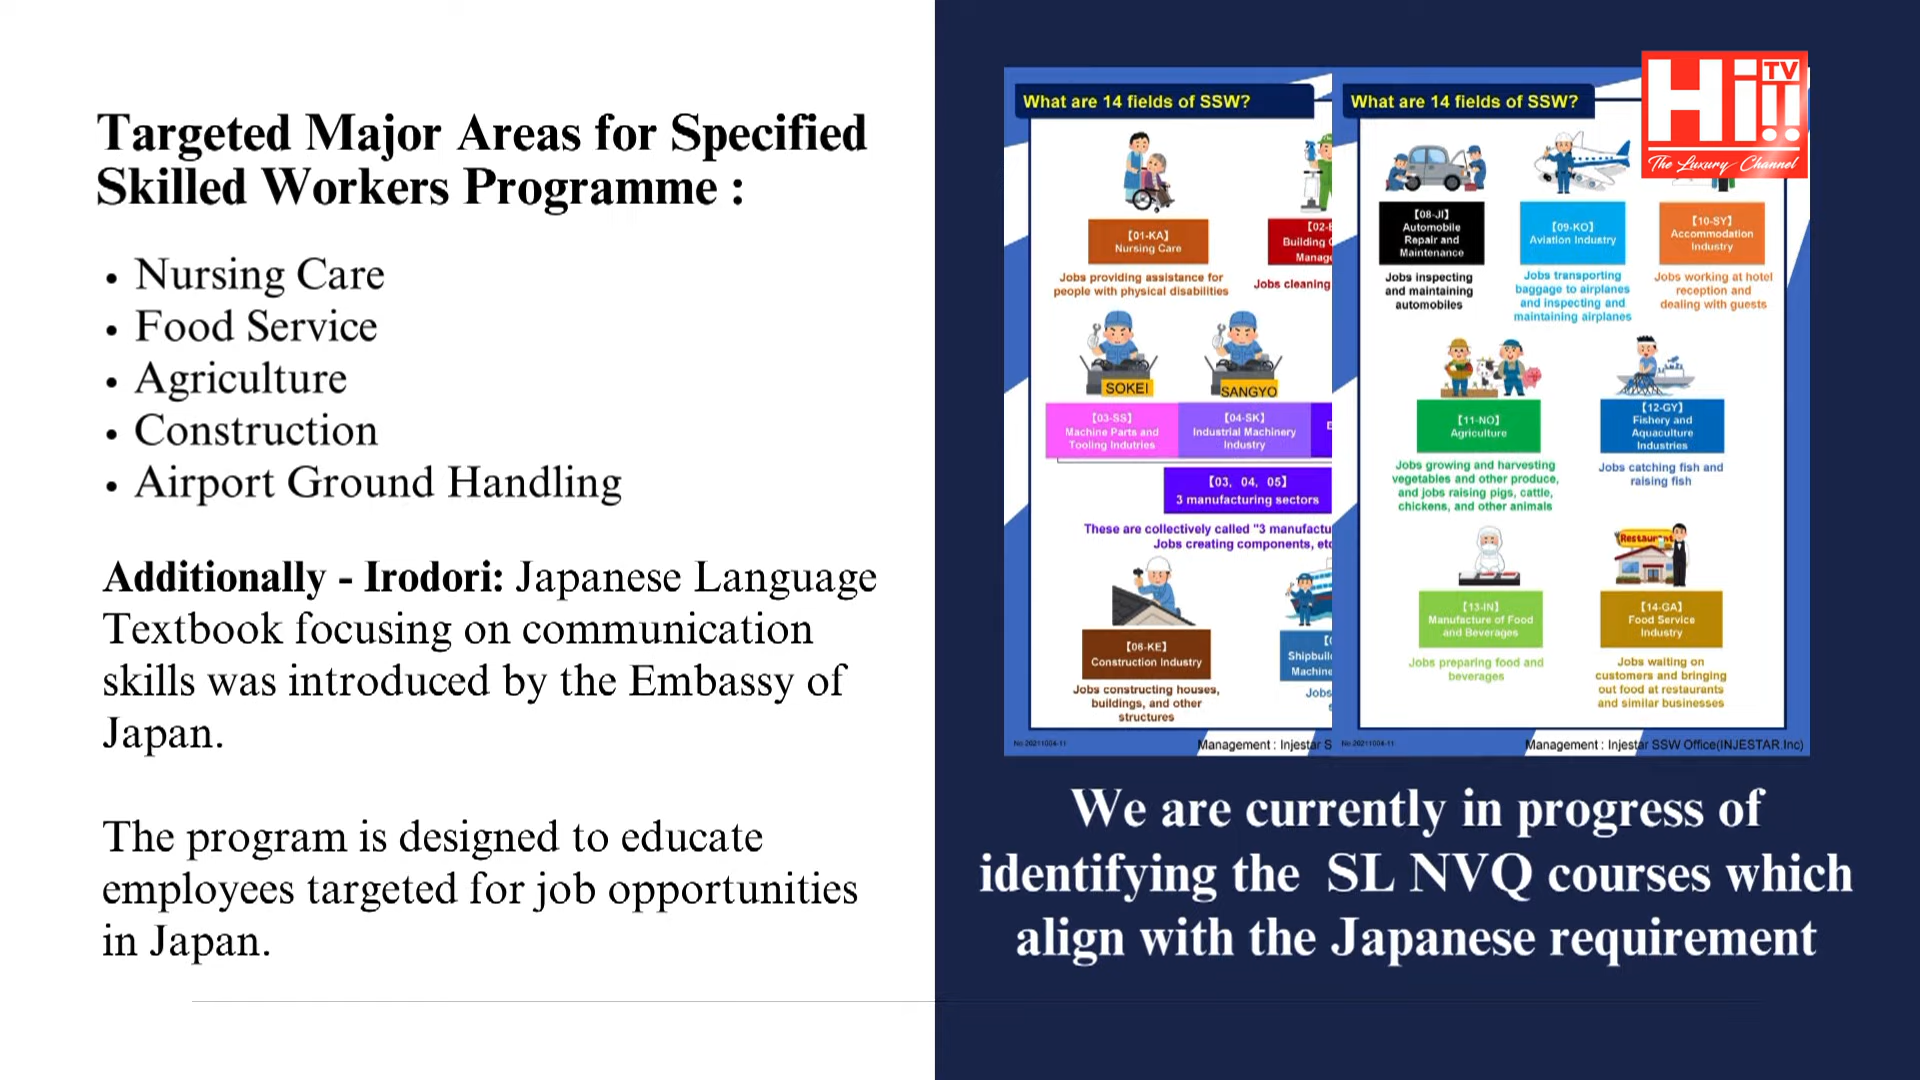 Targeted Major Areas for Specified
Skilled Workers Programme :
• Nursing Care
• Food Service
• Agriculture
• Construction
• Airport Ground Handling
Additionally - Irodori: Japanese Language
Textbook focusing on communication
skills was introduced by the Embassy of
Japan.
The program is designed to educate
employees targeted for job opportunities
in Japan.
What are 14 fields of SSW?
【01-KA】
Nursing Care
Jobs providing assistance for
people with physical disabilities
Building
Manag
Jobs cleaning
SOKEI
SANGYO
【03-SS】
Machine Parts and
Tooling Indutries
【04-SK】
Industrial Machinery
Industry
【03, 04, 05】
3 manufacturing sectors
These are collectively called "3 manufactu
Jobs creating components, etc
【06-KE】
Construction Industry
Jobs constructing houses,
buildings, and other
structures
Shipbuil
Machine
Jobs
No.20211004-11
Management : Injestar S
What are 14 fields of SSW?
【08-JI】
Automobile
Repair and
Maintenance
Jobs inspecting
and maintaining
automobiles
【09-KO】
Aviation Industry
Jobs transporting
baggage to airplanes
and inspecting and
maintaining airplanes
【10-SY】
Accommodation
Industry
Jobs working at hotel
reception and
dealing with guests
【11-NO】
Agriculture
Jobs growing and harvesting
vegetables and other produce,
and jobs raising pigs, cattle,
chickens, and other animals
【12-GY】
Fishery and
Aquaculture
Industries
Jobs catching fish and
raising fish
【13-IN】
Manufacture of Food
and Beverages
Jobs preparing food and
beverages
Restaurant
【14-GA】
Food Service
Industry
Jobs waiting on
customers and bringing
out food at restaurants
and similar businesses
No.20211004-11
Management : Injestar SSW Office(INJESTAR.Inc)
Hi!! TV
The Luxury Channel
We are currently in progress of
identifying the SL NVQ courses which
align with the Japanese requirement